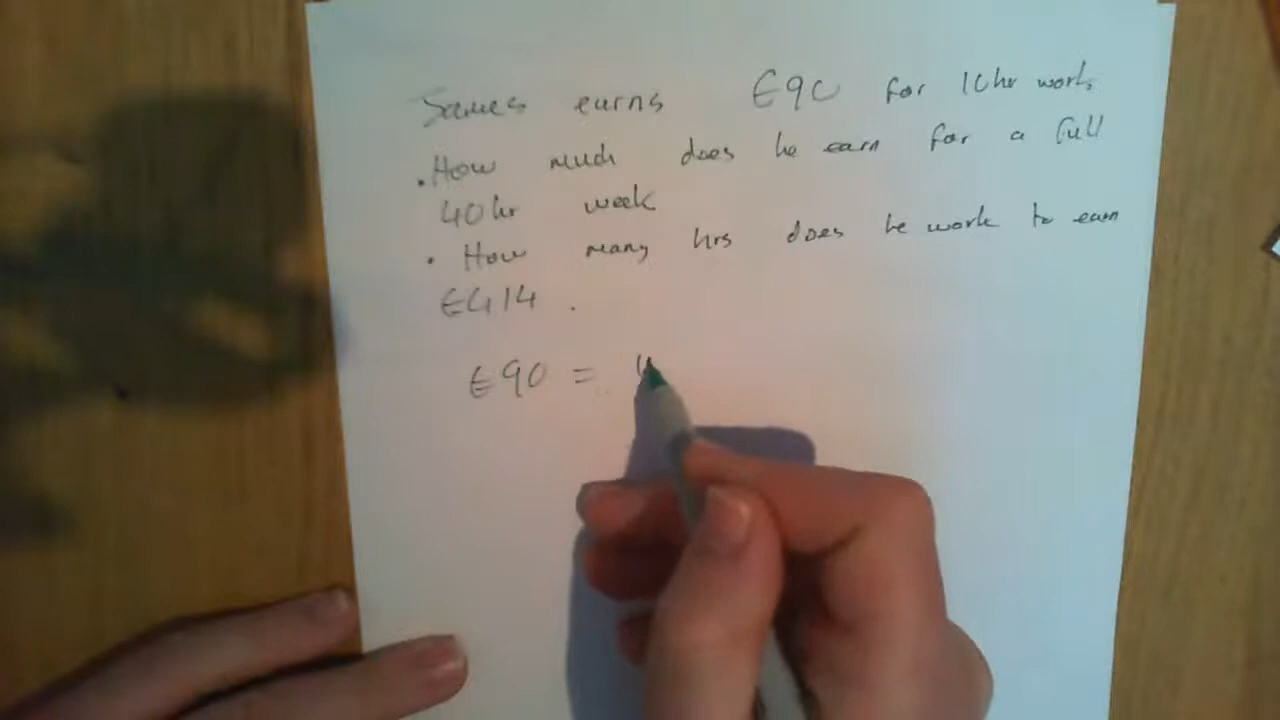 James earns €90 for 10hr work.
• How much does he earn for a full
40hr week
• How many hrs does he work to earn
€414.
€90 =